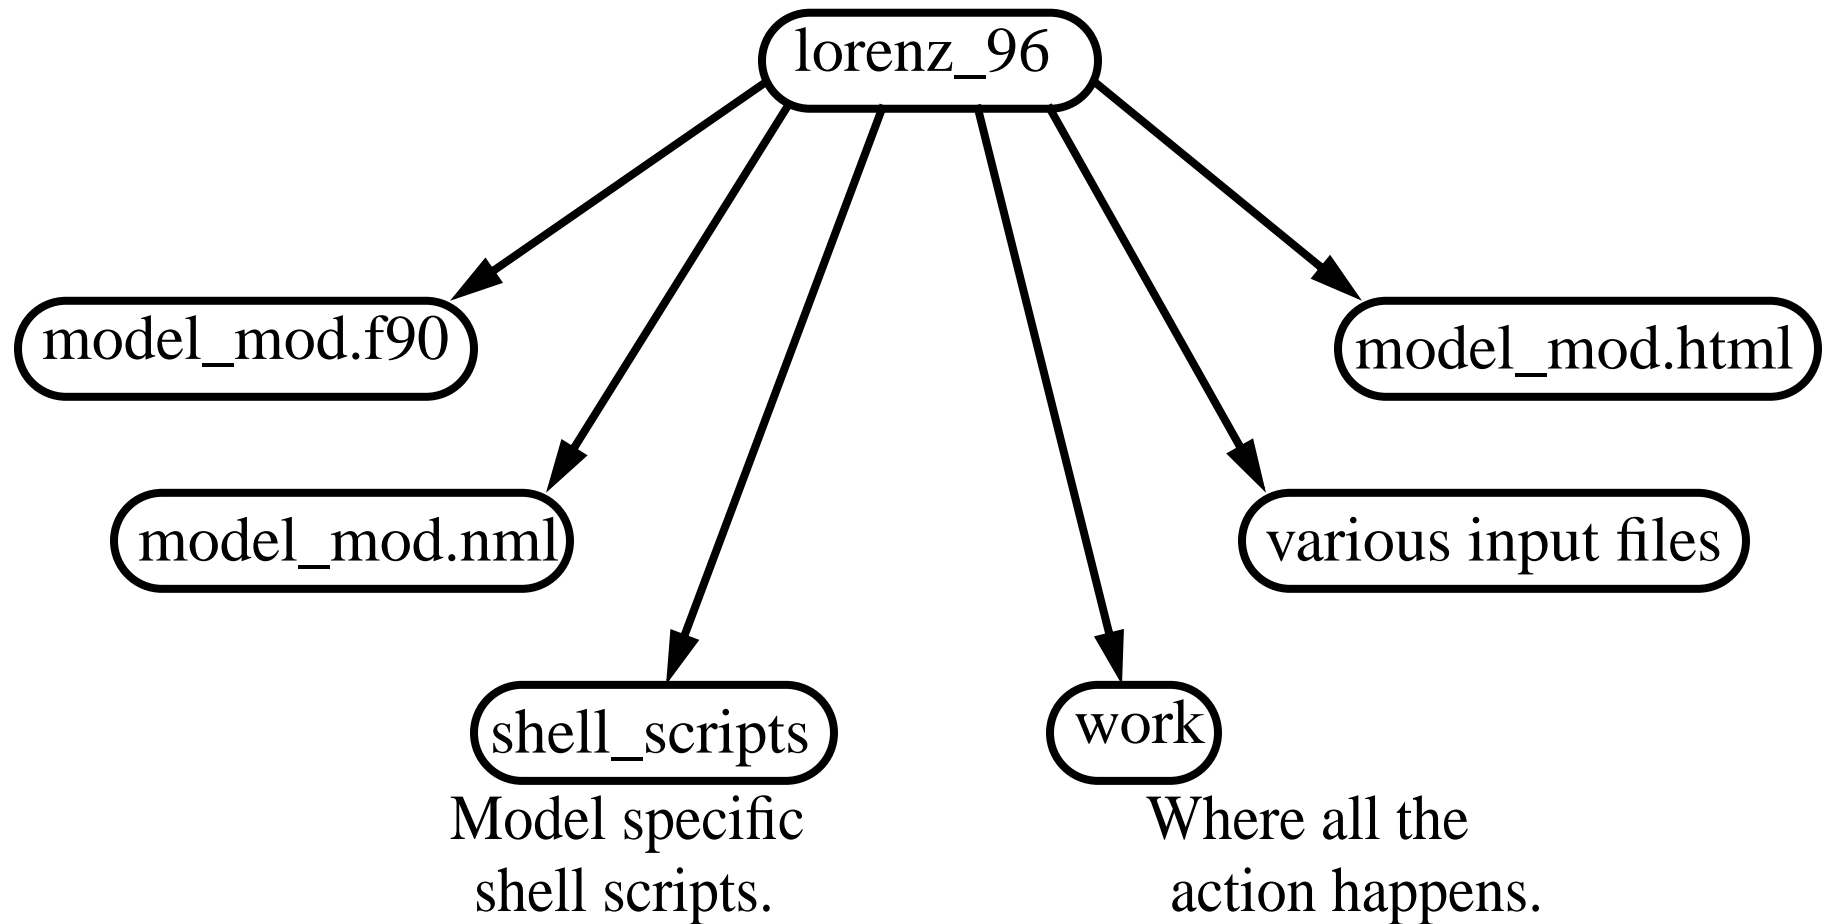 lorenz_96
model_mod.f90
model_mod.html
model_mod.nml
various input files
shell_scripts
work
Model specific
shell scripts.
Where all the
action happens.